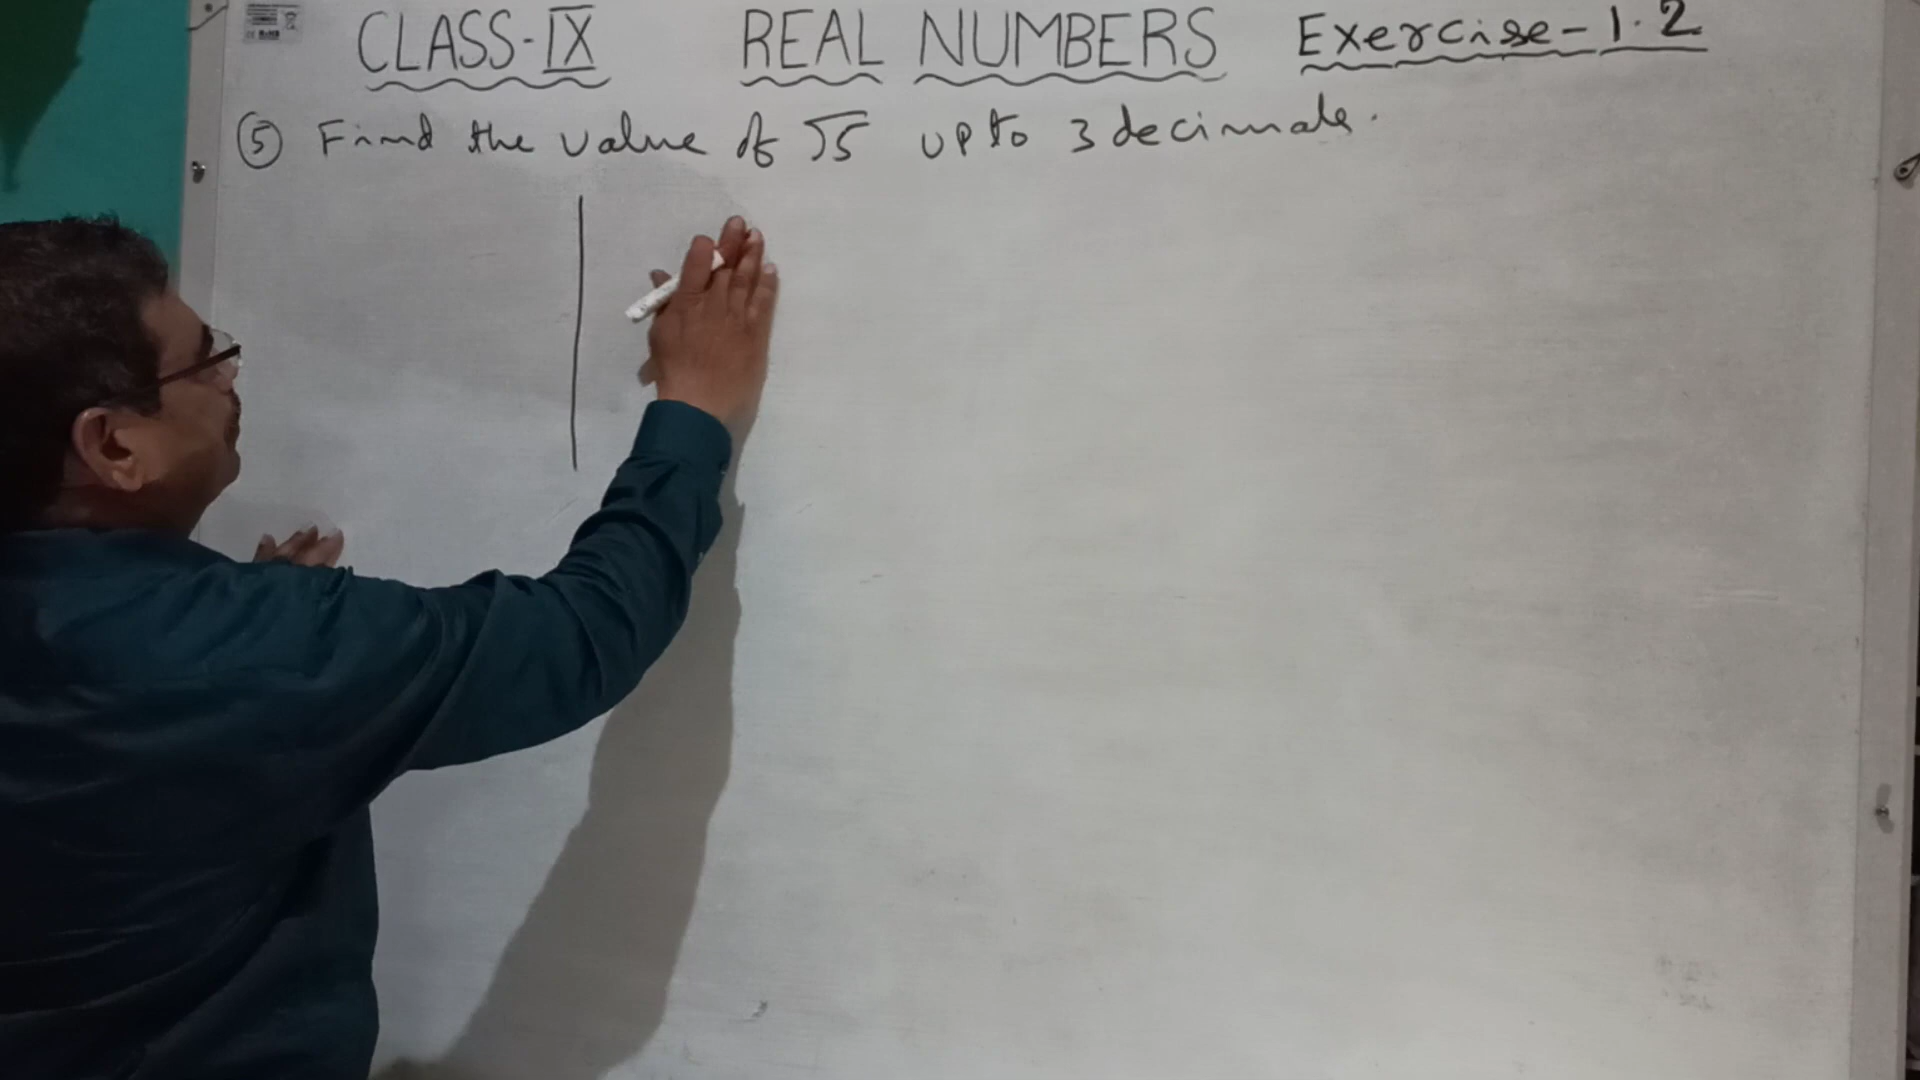 CLASS-IX REAL NUMBERS Exercise-1.2
⑤ Find the value of √5 upto 3 decimals.